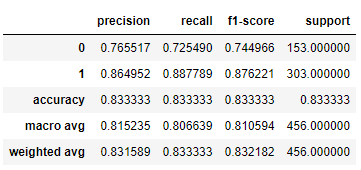 precision recall f1-score support
0 0.765517 0.725490 0.744966 153.000000
1 0.864952 0.887789 0.876221 303.000000
accuracy 0.833333 0.833333 0.833333 0.833333
macro avg 0.815235 0.806639 0.810594 456.000000
weighted avg 0.831589 0.833333 0.832182 456.000000